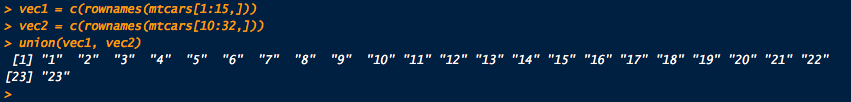 > vec1 = c(rownames(mtcars[1:15,]))
> vec2 = c(rownames(mtcars[10:32,]))
> union(vec1, vec2)
 [1] "1"  "2"  "3"  "4"  "5"  "6"  "7"  "8"  "9"  "10" "11" "12" "13" "14" "15" "16" "17" "18" "19" "20" "21" "22"
[23] "23"
>